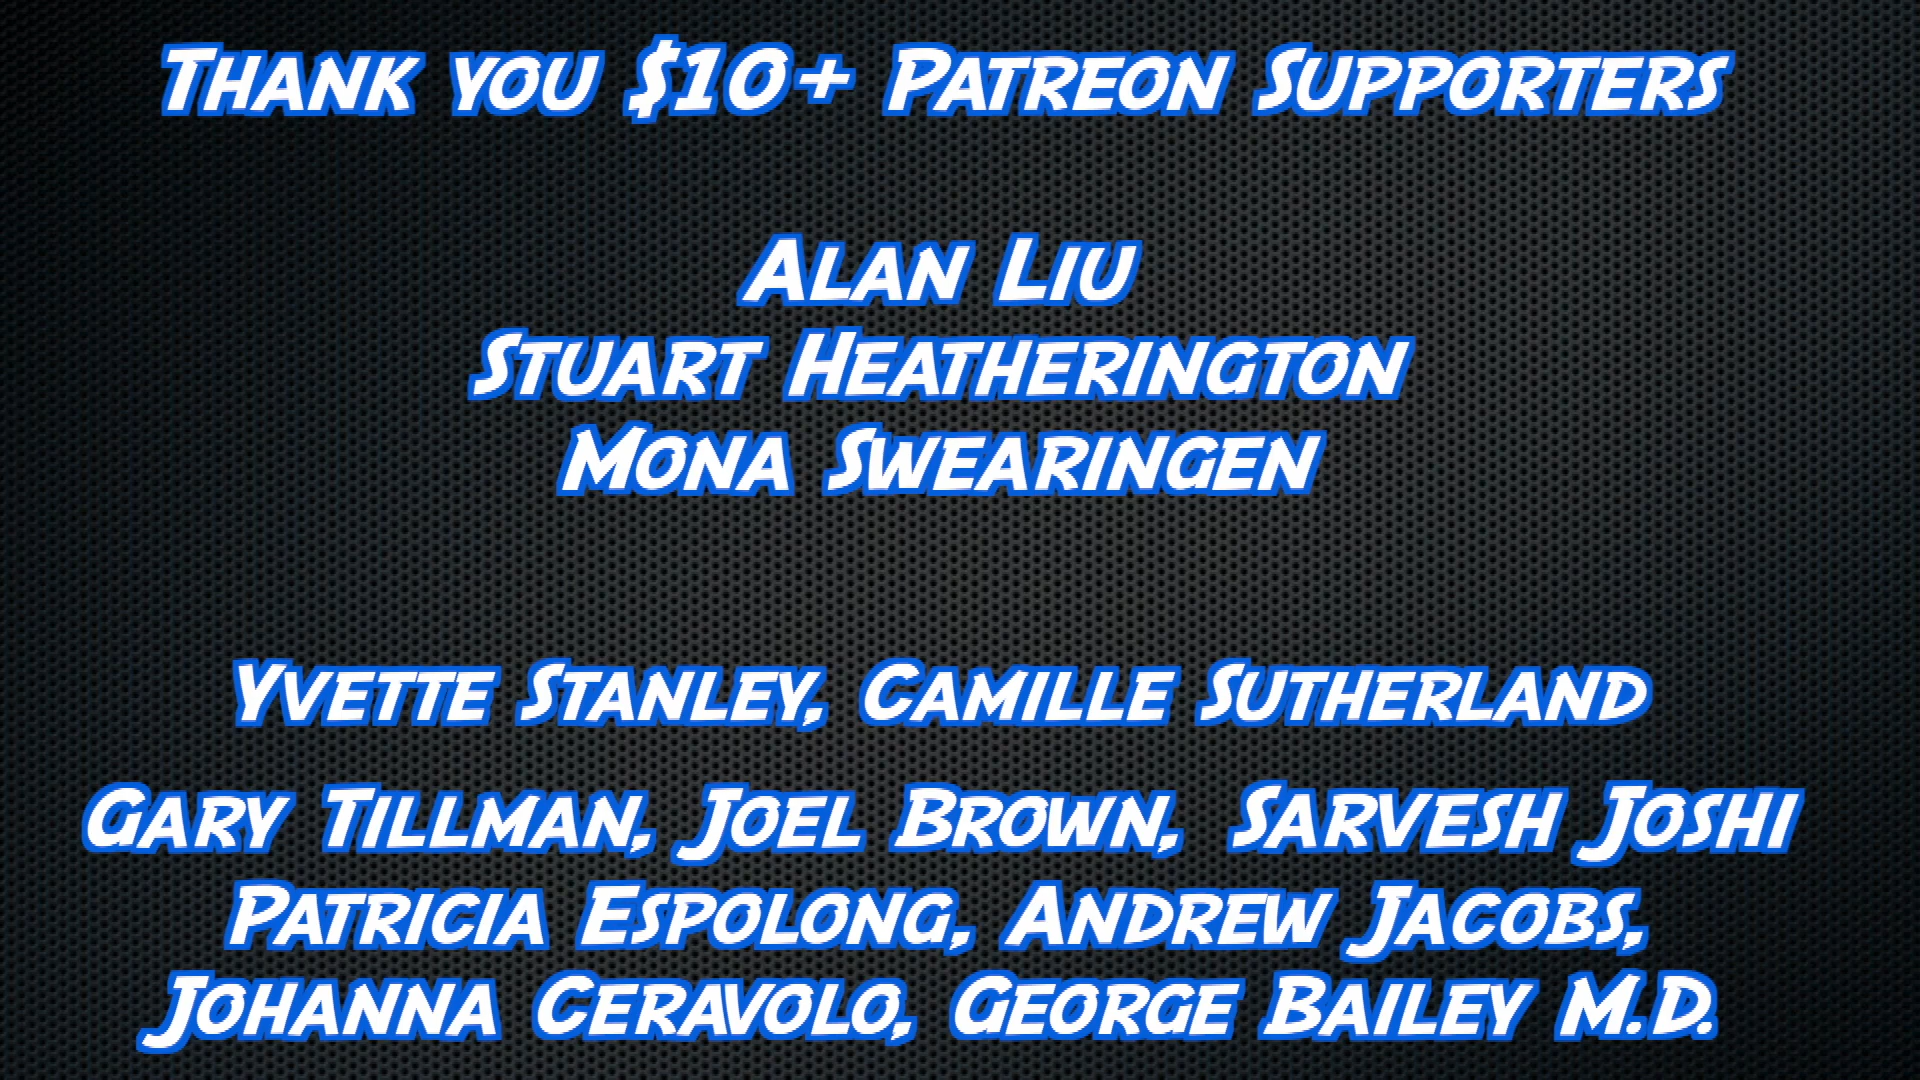 Thank you $10+ Patreon Supporters
Alan Liu
Stuart Heatherington
Mona Swearingen
Yvette Stanley, Camille Sutherland
Gary Tillman, Joel Brown, Sarvesh Joshi
Patricia Espolong, Andrew Jacobs,
Johanna Ceravolo, George Bailey M.D.